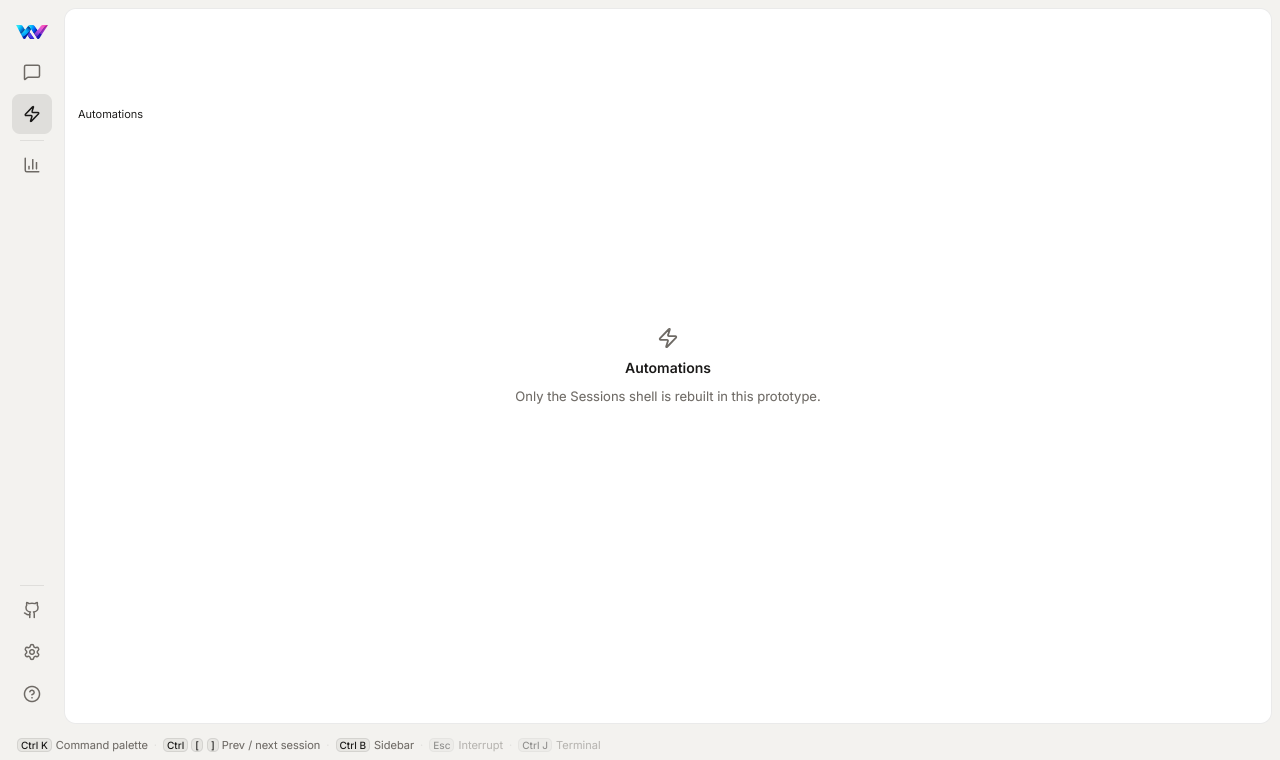 Automations
Automations
Only the Sessions shell is rebuilt in this prototype.
Ctrl K Command palette · Ctrl [ ] Prev / next session · Ctrl B Sidebar · Esc Interrupt · Ctrl J Terminal